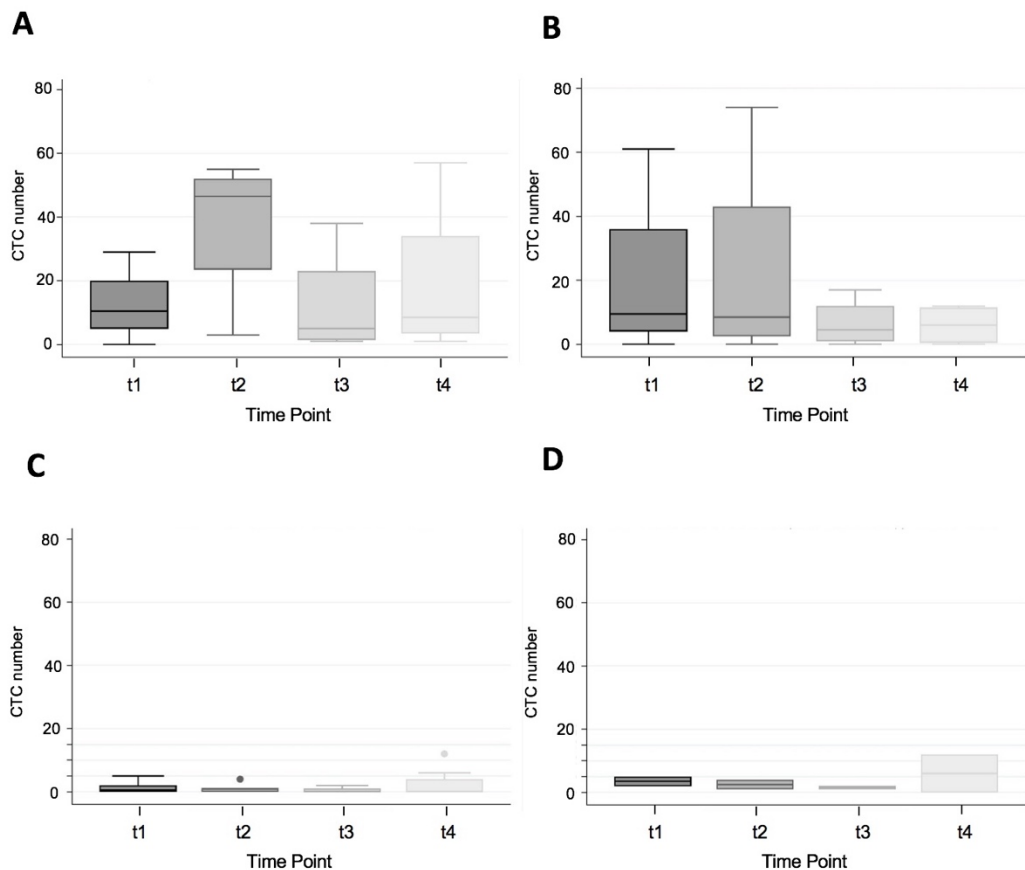 A
80
60
40
20
0
CTC number
t1 t2 t3 t4
Time Point
B
80
60
40
20
0
CTC number
t1 t2 t3 t4
Time Point
C
80
60
40
20
0
CTC number
t1 t2 t3 t4
Time Point
D
80
60
40
20
0
CTC number
t1 t2 t3 t4
Time Point